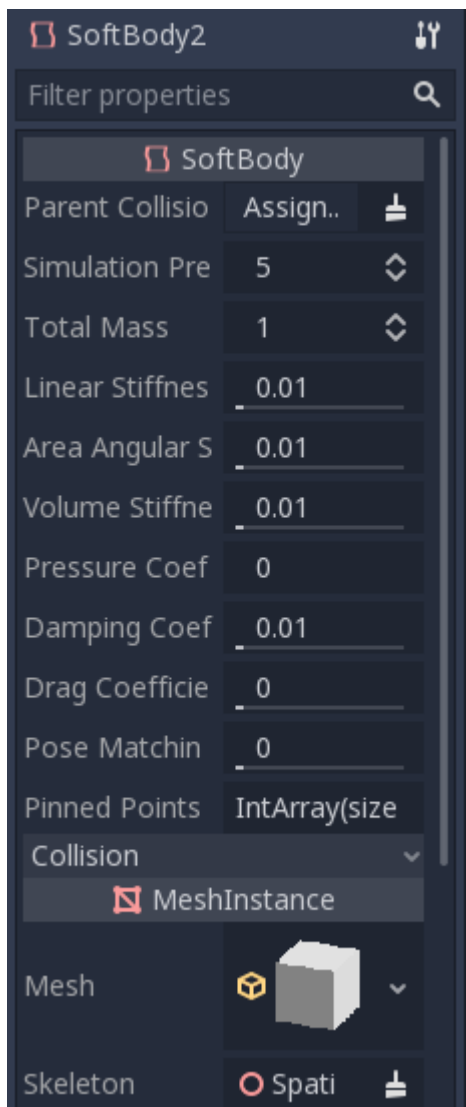 SoftBody2
Filter properties
SoftBody
Parent Collisio Assign..
Simulation Pre 5
Total Mass 1
Linear Stiffnes 0.01
Area Angular S 0.01
Volume Stiffne 0.01
Pressure Coef 0
Damping Coef 0.01
Drag Coefficie 0
Pose Matchin 0
Pinned Points IntArray(size
Collision
MeshInstance
Mesh
Skeleton Spati